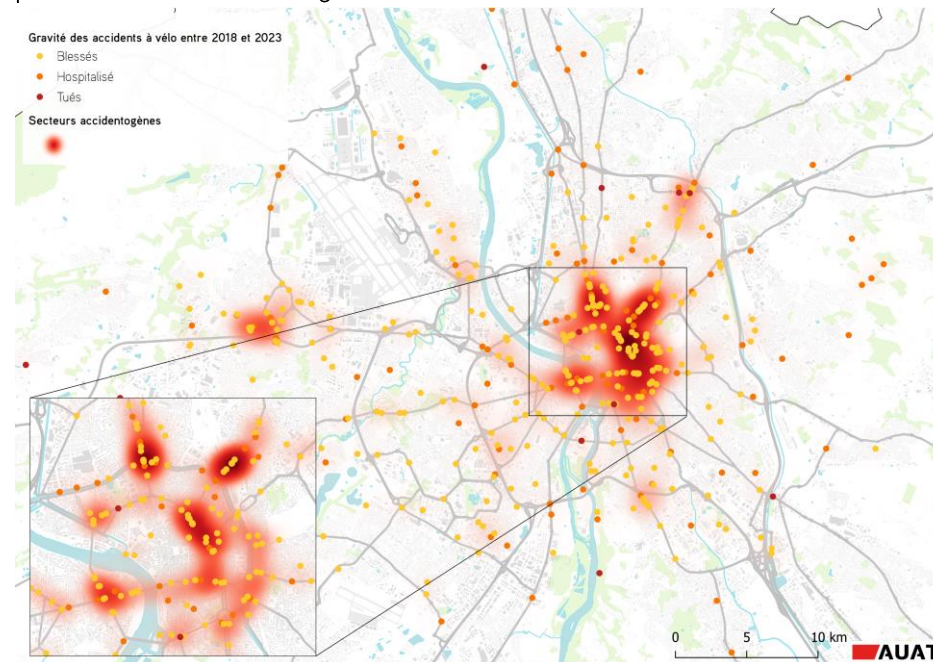 Gravité des accidents à vélo entre 2018 et 2023
Blessés
Hospitalisé
Tués
Secteurs accidentogènes
0 5 10 km
AUAT